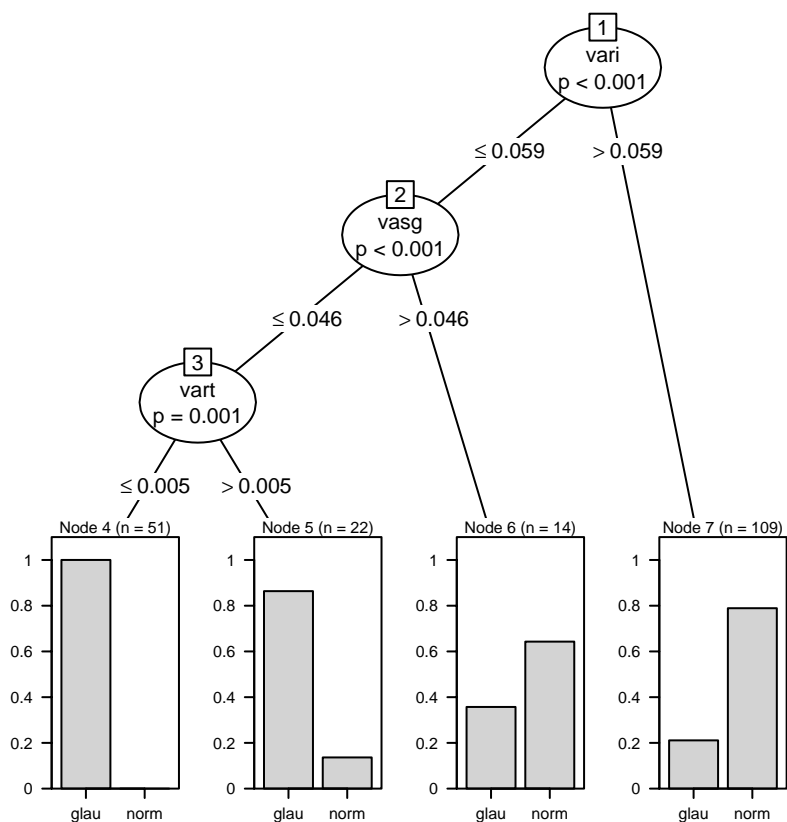 1
vari
p < 0.001
≤ 0.059
> 0.059
2
vasg
p < 0.001
≤ 0.046
> 0.046
3
vart
p = 0.001
≤ 0.005
> 0.005
Node 4 (n = 51)
1
0.8
0.6
0.4
0.2
0
glau norm
Node 5 (n = 22)
1
0.8
0.6
0.4
0.2
0
glau norm
Node 6 (n = 14)
1
0.8
0.6
0.4
0.2
0
glau norm
Node 7 (n = 109)
1
0.8
0.6
0.4
0.2
0
glau norm